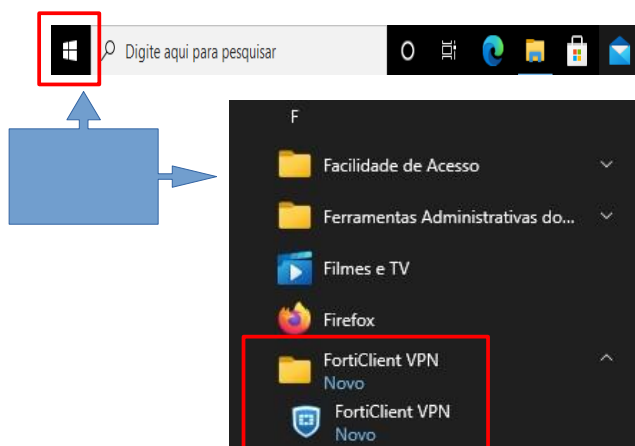 Digite aqui para pesquisar
F
Facilidade de Acesso
Ferramentas Administrativas do...
Filmes e TV
Firefox
FortiClient VPN
Novo
FortiClient VPN
Novo